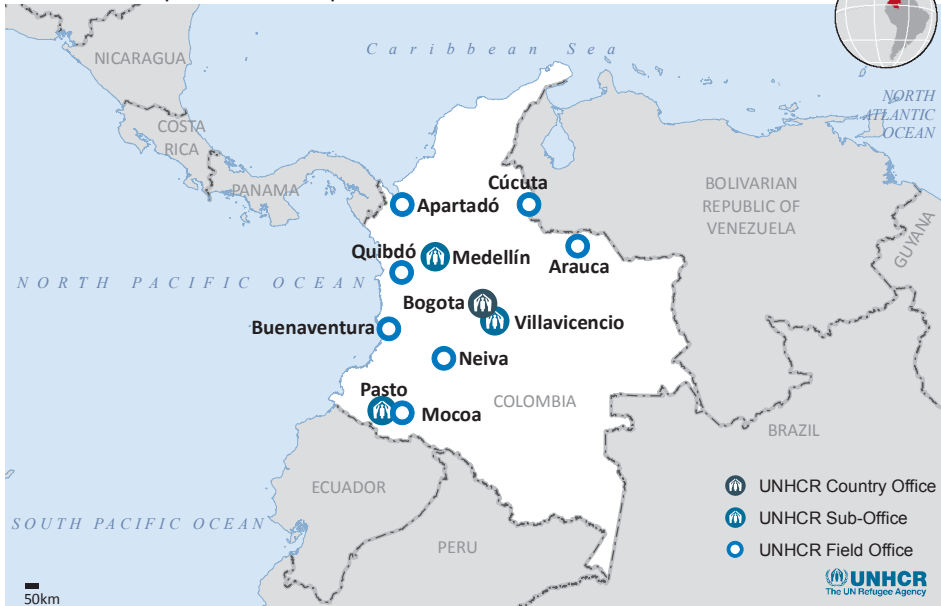 Caribbean Sea
NICARAGUA
NORTH
ATLANTIC
OCEAN
COSTA
RICA
PANAMA
Cúcuta
BOLIVARIAN
REPUBLIC OF
VENEZUELA
Apartadó
GUYANA
Quibdó
Medellín
Arauca
NORTH PACIFIC OCEAN
Bogota
Villavicencio
Buenaventura
Neiva
Pasto
COLOMBIA
Mocoa
BRAZIL
ECUADOR
UNHCR Country Office
SOUTH PACIFIC OCEAN
UNHCR Sub-Office
PERU
UNHCR Field Office
UNHCR
The UN Refugee Agency
50km